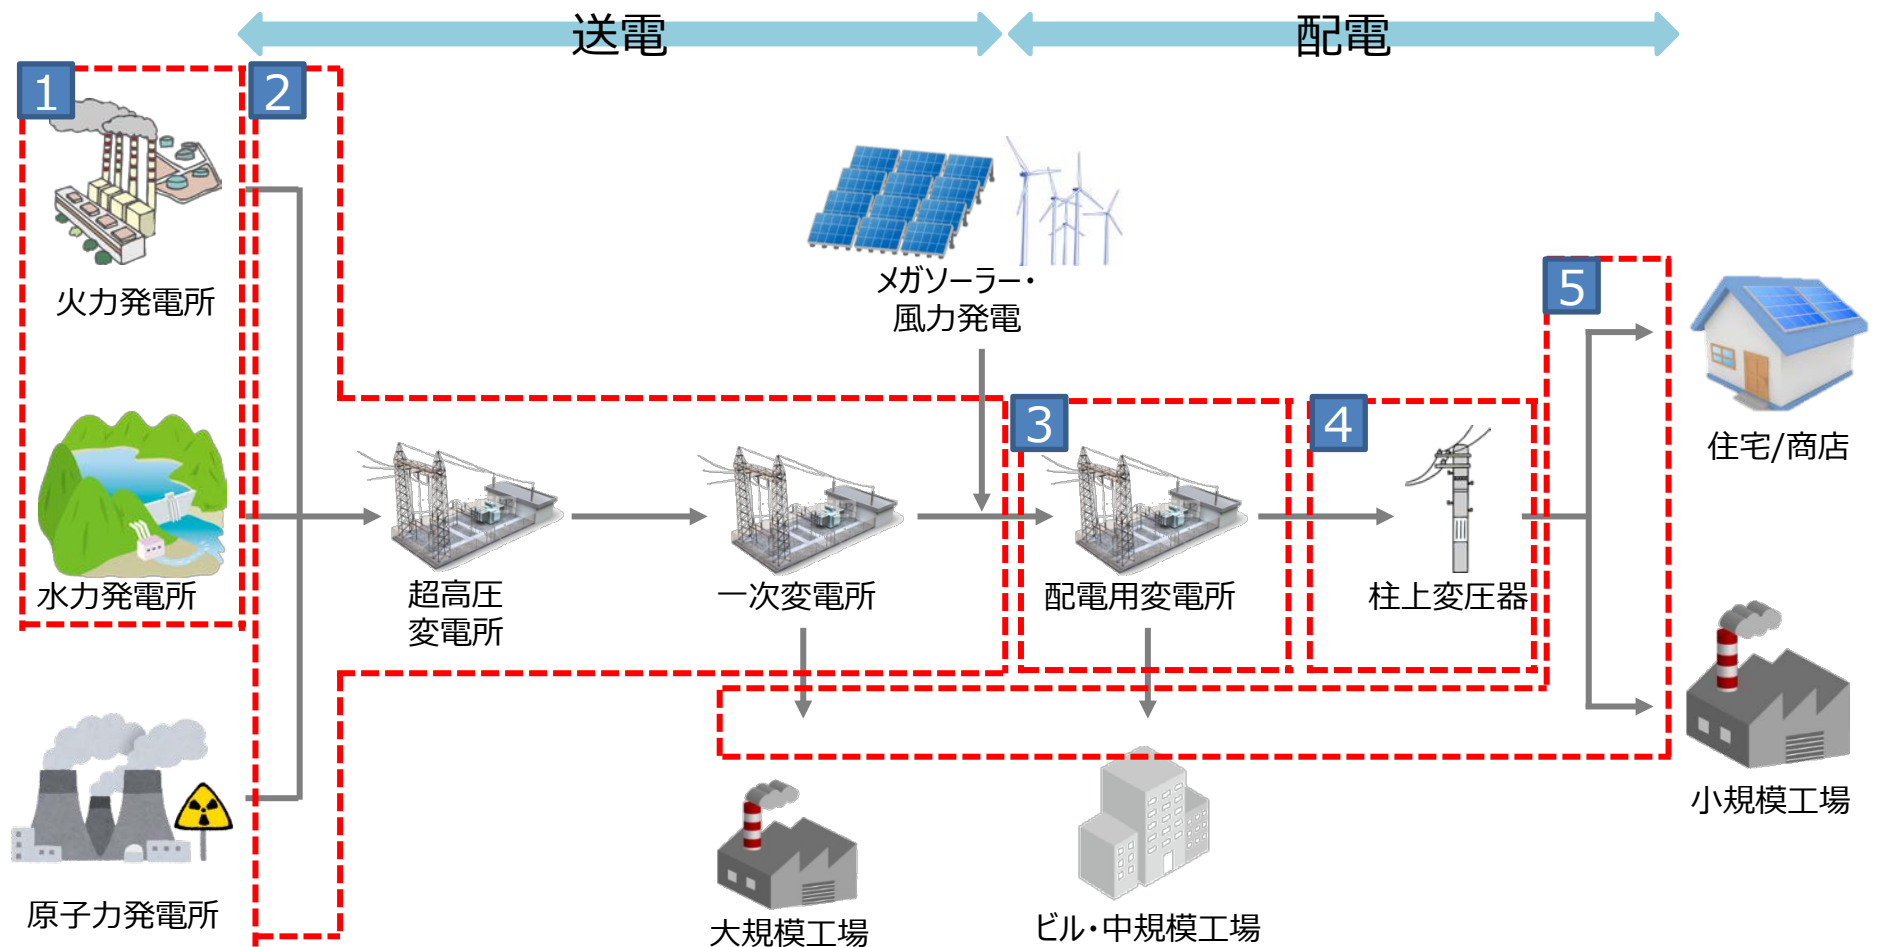 送電
配電
1
2
火力発電所
メガソーラー・
風力発電
5
住宅/商店
3
4
水力発電所
超高圧
変電所
一次変電所
配電用変電所
柱上変圧器
小規模工場
原子力発電所
大規模工場
ビル・中規模工場